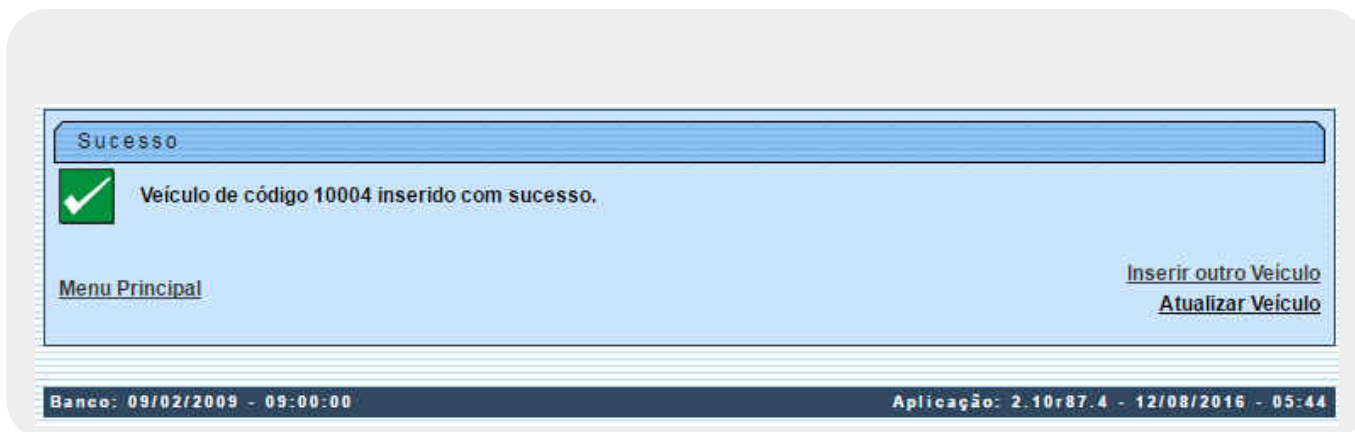 Sucesso
Veículo de código 10004 inserido com sucesso.
Inserir outro Veículo
Menu Principal
Atualizar Veículo
Banco: 09/02/2009 - 09:00:00
Aplicação: 2.10r87.4 - 12/08/2016 - 05:44